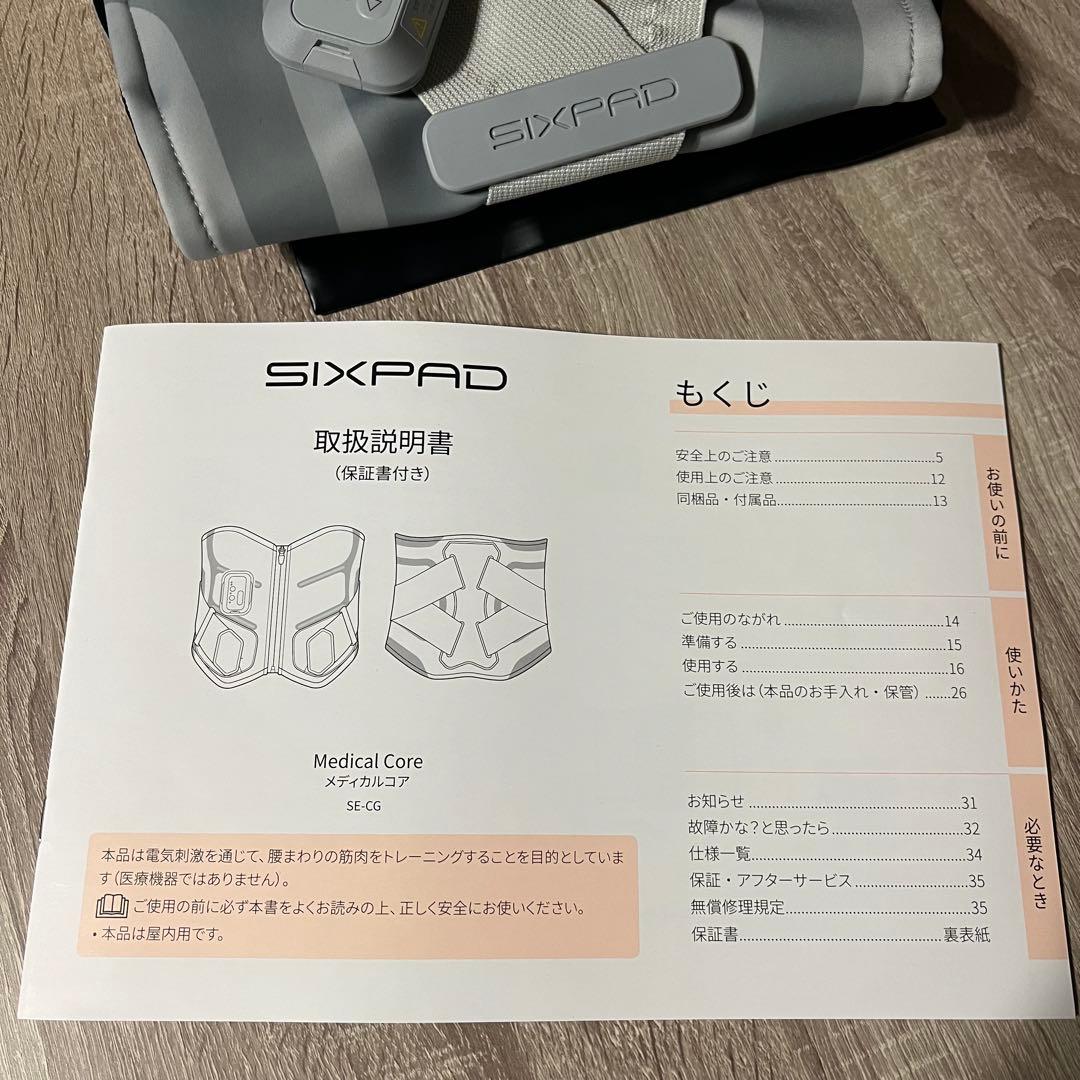 SIXPAD
SIXPAD
取扱説明書
（保証書付き）
Medical Core
メディカルコア
SE-CG
本品は電気刺激を通じて、腰まわりの筋肉をトレーニングすることを目的としていま
す（医療機器ではありません）。
ご使用の前に必ず本書をよくお読みの上、正しく安全にお使いください。
・本品は屋内用です。
もくじ
お使いの前に
安全上のご注意........................................5
使用上のご注意.......................................12
同梱品・付属品.......................................13
使いかた
ご使用のながれ........................................14
準備する....................................................15
使用する....................................................16
ご使用後は（本品のお手入れ・保管）.......26
必要なとき
お知らせ....................................................31
故障かな？と思ったら................................32
仕様一覧....................................................34
保証・アフターサービス............................35
無償修理規定..............................................35
保証書.................................................裏表紙